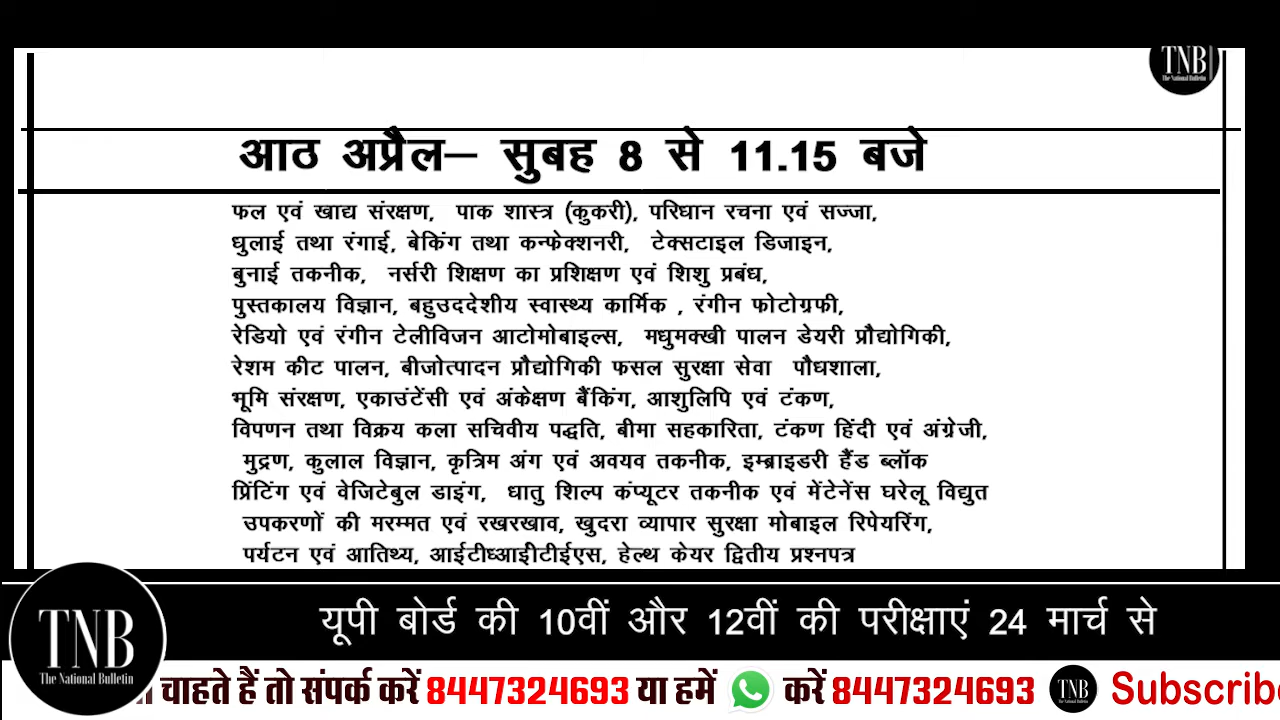 TNB
The National Bulletin
आठ अप्रैल– सुबह 8 से 11.15 बजे
फल एवं खाद्य संरक्षण, पाक शास्त्र (कुकरी), परिधान रचना एवं सज्जा,
धुलाई तथा रंगाई, बेकिंग तथा कन्फेक्शनरी, टेक्सटाइल डिजाइन,
बुनाई तकनीक, नर्सरी शिक्षण का प्रशिक्षण एवं शिशु प्रबंध,
पुस्तकालय विज्ञान, बहुउददेशीय स्वास्थ्य कार्मिक , रंगीन फोटोग्रफी,
रेडियो एवं रंगीन टेलीविजन आटोमोबाइल्स, मधुमक्खी पालन डेयरी प्रौद्योगिकी,
रेशम कीट पालन, बीजोत्पादन प्रौद्योगिकी फसल सुरक्षा सेवा पौधशाला,
भूमि संरक्षण, एकाउंटेंसी एवं अंकेक्षण बैंकिंग, आशुलिपि एवं टंकण,
विपणन तथा विक्रय कला सचिवीय पद्धति, बीमा सहकारिता, टंकण हिंदी एवं अंग्रेजी,
मुद्रण, कुलाल विज्ञान, कृत्रिम अंग एवं अवयव तकनीक, इम्ब्राइडरी हैंड ब्लॉक
प्रिंटिंग एवं वेजिटेबुल डाइंग, धातु शिल्प कंप्यूटर तकनीक एवं मेंटेनेंस घरेलू विद्युत
उपकरणों की मरम्मत एवं रखरखाव, खुदरा व्यापार सुरक्षा मोबाइल रिपेयरिंग,
पर्यटन एवं आतिथ्य, आईटीध्आईीटीईएस, हेल्थ केयर द्वितीय प्रश्नपत्र
यूपी बोर्ड की 10वीं और 12वीं की परीक्षाएं 24 मार्च से
TNB
The National Bulletin
चाहते हैं तो संपर्क करें 8447324693 या हमें करें 8447324693 TNB Subscribe